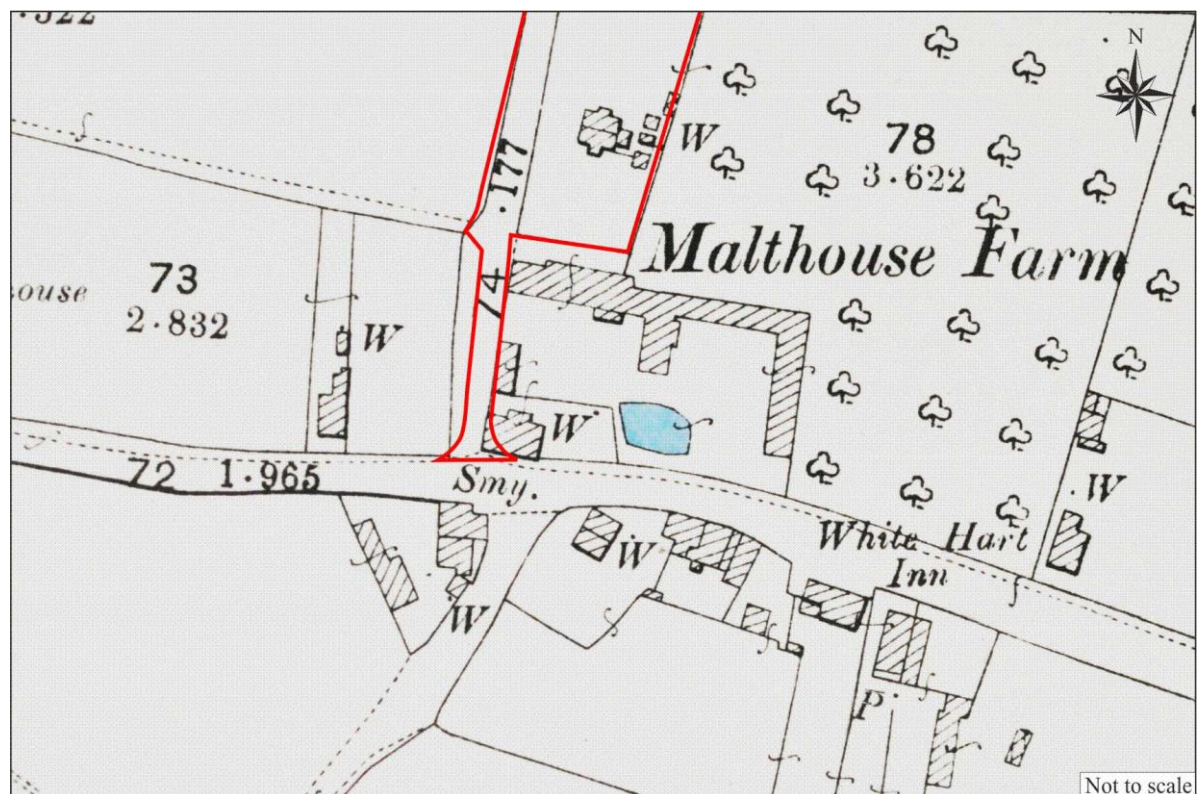 ·322
N
W
·177
78
3·622
Malthouse Farm
73
2·832
ouse
74
W
W
72 1·965
Smy.
White Hart
Inn
W
W
W
P
Not to scale